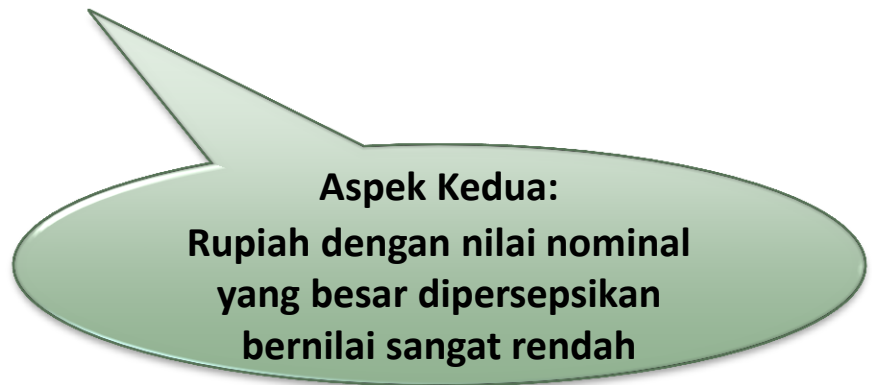 Aspek Kedua:
Rupiah dengan nilai nominal
yang besar dipersepsikan
bernilai sangat rendah